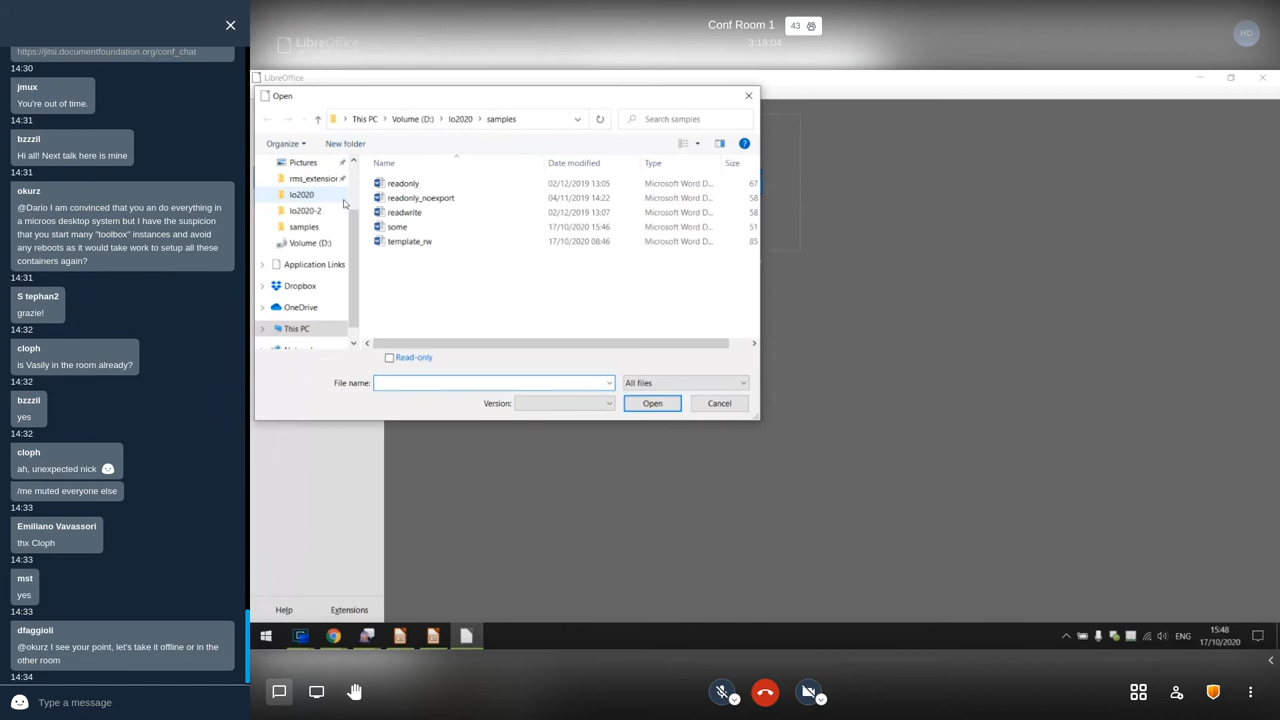 https://jitsi.documentfoundation.org/conf_chat
14:30
jmux
You're out of time.
14:31
bzzzil
Hi all! Next talk here is mine
14:31
okurz
@Dario I am convinced that you an do everything in
a microos desktop system but I have the suspicion
that you start many "toolbox" instances and avoid
any reboots as it would take work to setup all these
containers again?
14:31
S tephan2
grazie!
14:32
cloph
is Vasily in the room already?
14:32
bzzzil
yes
14:32
cloph
ah, unexpected nick
/me muted everyone else
14:33
Emiliano Vavassori
thx Cloph
14:33
mst
yes
14:33
dfaggioli
@okurz I see your point, let's take it offline or in the
other room
14:34
Type a message
Conf Room 1
43
3:19:04
HD
LibreOffice
LibreOffice
Open
This PC
Volume (D:)
lo2020
samples
Search samples
Organize
New folder
?
Name
Date modified
Type
Size
Pictures
rms_extension
lo2020
lo2020-2
samples
Volume (D:)
Application Links
Dropbox
OneDrive
This PC
readonly 02/12/2019 13:05 Microsoft Word D... 67
readonly_noexport 04/11/2019 14:22 Microsoft Word D... 58
readwrite 02/12/2019 13:07 Microsoft Word D... 58
some 17/10/2020 15:46 Microsoft Word D... 51
template_rw 17/10/2020 08:46 Microsoft Word D... 85
Read-only
File name:
All files
Version:
Open
Cancel
Help
Extensions
ENG
15:48
17/10/2020